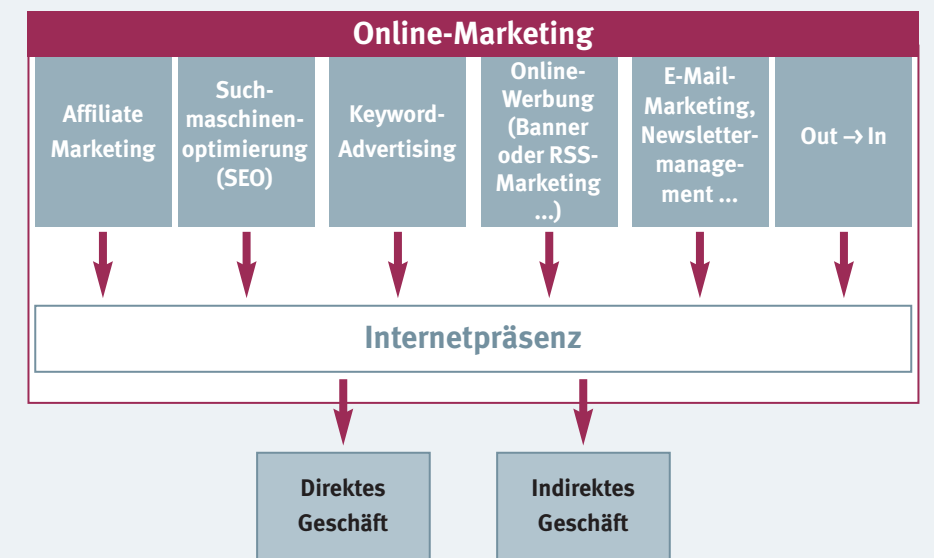 Online-Marketing
Affiliate
Marketing
Such-
maschinen-
optimierung
(SEO)
Keyword-
Advertising
Online-
Werbung
(Banner
oder RSS-
Marketing
...)
E-Mail-
Marketing,
Newsletter-
manage-
ment ...
Out → In
Internetpräsenz
Direktes
Geschäft
Indirektes
Geschäft